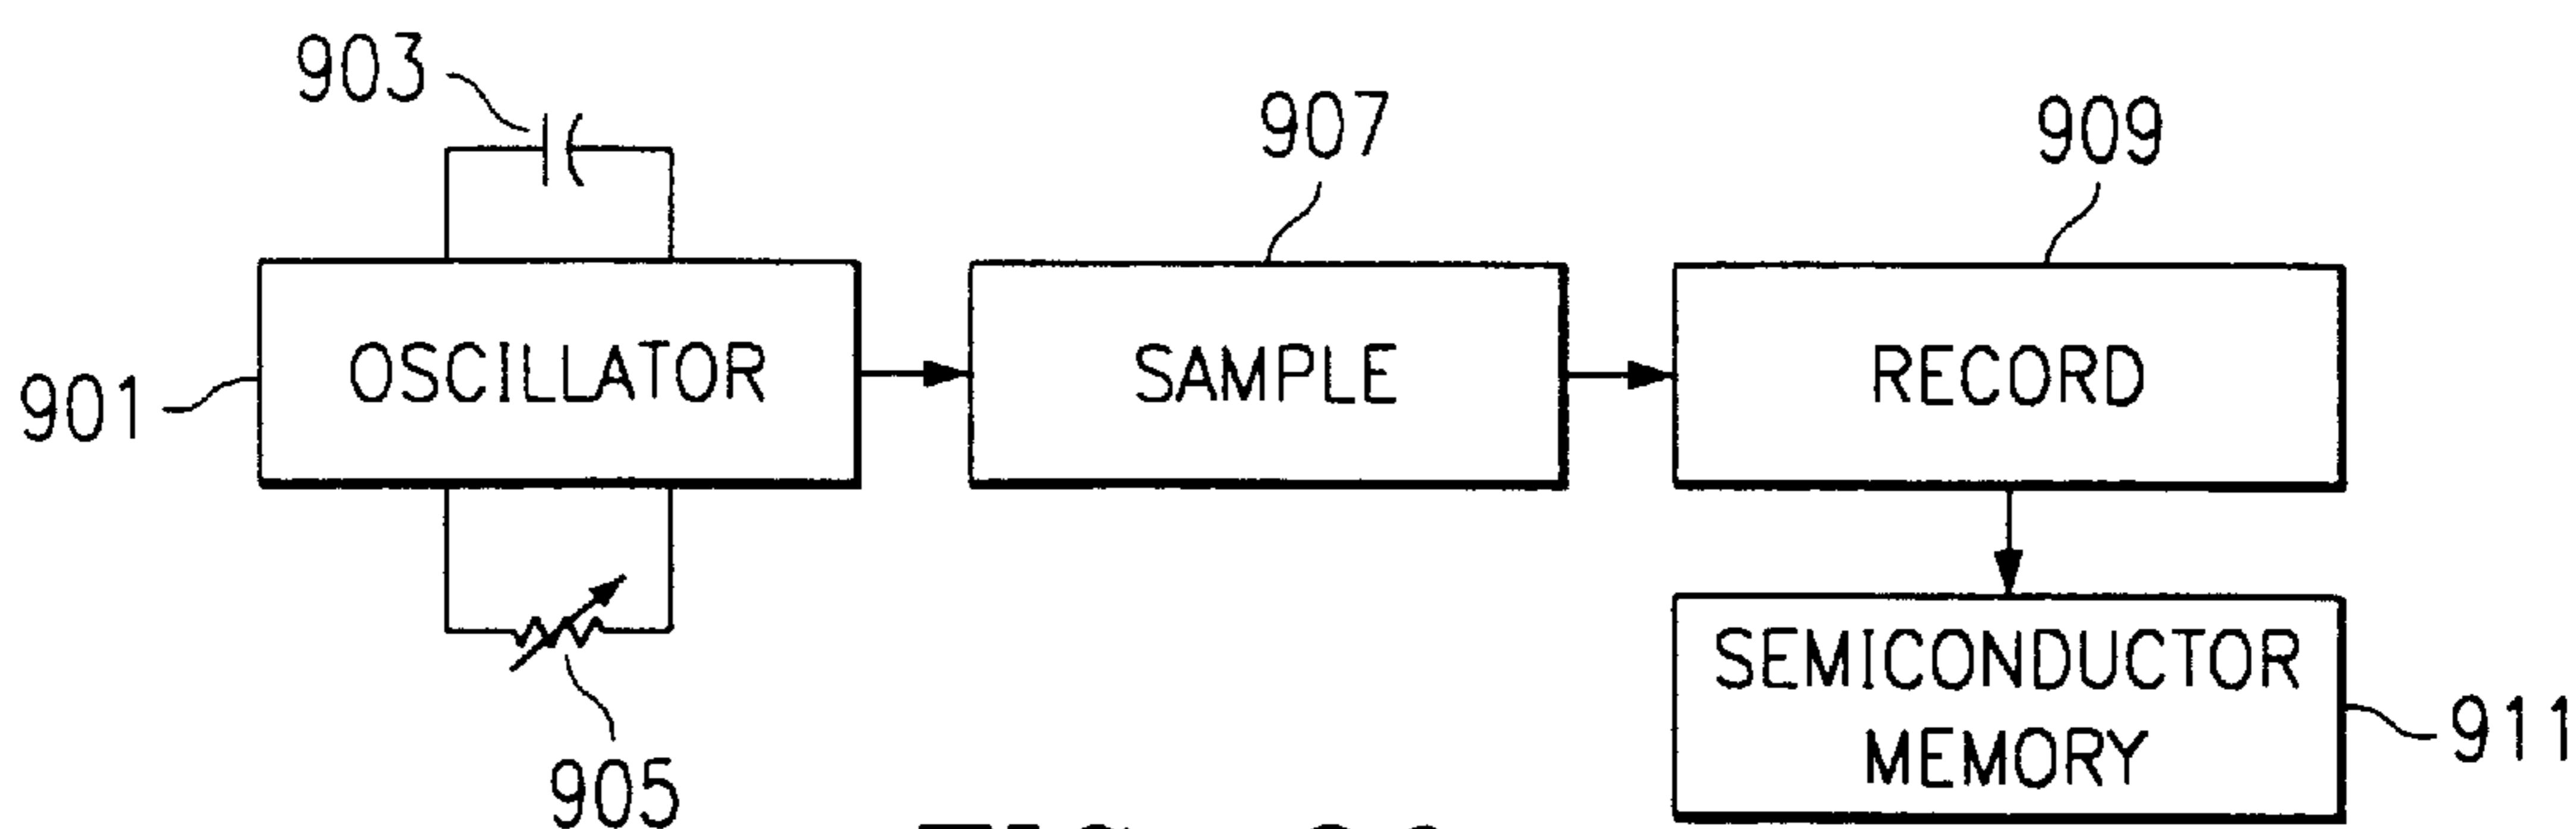 903
907
909
901
OSCILLATOR
SAMPLE
RECORD
905
SEMICONDUCTOR
MEMORY
911